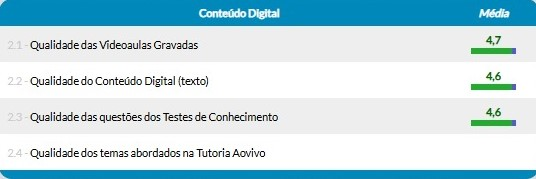 Conteúdo Digital Média
2.1 - Qualidade das Videoaulas Gravadas 4,7
2.2 - Qualidade do Conteúdo Digital (texto) 4,6
2.3 - Qualidade das questões dos Testes de Conhecimento 4,6
2.4 - Qualidade dos temas abordados na Tutoria Aovivo